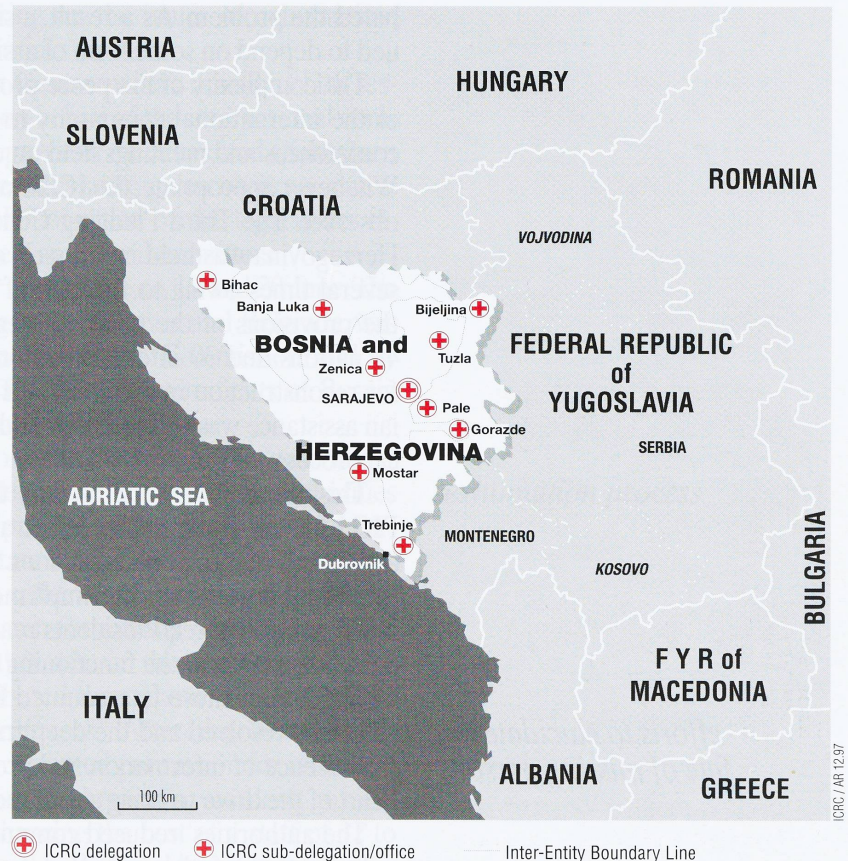 AUSTRIA
HUNGARY
SLOVENIA
ROMANIA
CROATIA
VOJVODINA
Bihac
Banja Luka
Bijeljina
BOSNIA and
FEDERAL REPUBLIC
of
YUGOSLAVIA
Tuzla
Zenica
SARAJEVO
Pale
Gorazde
HERZEGOVINA
SERBIA
Mostar
ADRIATIC SEA
Trebinje
MONTENEGRO
Dubrovnik
KOSOVO
BULGARIA
F Y R of
MACEDONIA
ITALY
ALBANIA
GREECE
100 km
ICRC / AR 12.97
ICRC delegation
ICRC sub-delegation/office
Inter-Entity Boundary Line